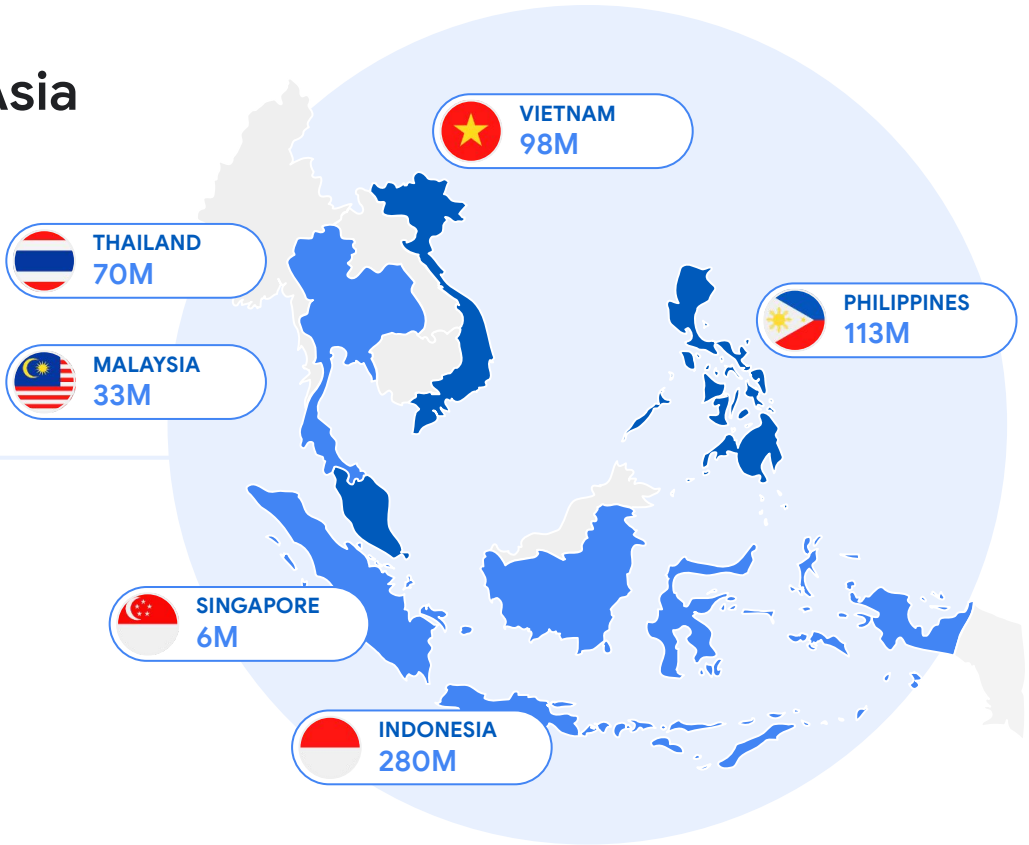 Asia
VIETNAM
98M
THAILAND
70M
PHILIPPINES
113M
MALAYSIA
33M
SINGAPORE
6M
INDONESIA
280M